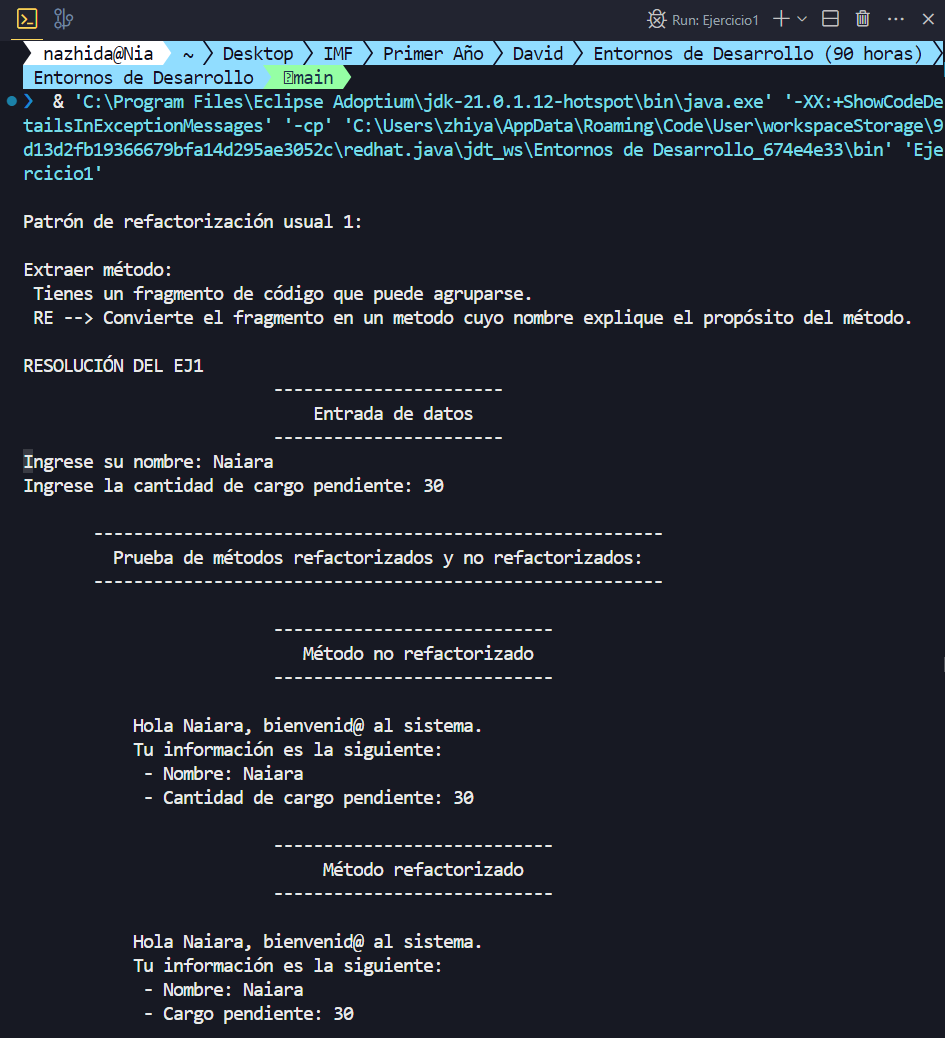 Run: Ejercicio1
nazhida@Nia ~ Desktop IMF Primer Año David Entornos de Desarrollo (90 horas)
Entornos de Desarrollo main
& 'C:\Program Files\Eclipse Adoptium\jdk-21.0.1.12-hotspot\bin\java.exe' '-XX:+ShowCodeDe
tailsInExceptionMessages' '-cp' 'C:\Users\zhiya\AppData\Roaming\Code\User\workspaceStorage\9
d13d2fb19366679bfa14d295ae3052c\redhat.java\jdt_ws\Entornos de Desarrollo_674e4e33\bin' 'Eje
rcicio1'
Patrón de refactorización usual 1:
Extraer método:
Tienes un fragmento de código que puede agruparse.
RE --> Convierte el fragmento en un metodo cuyo nombre explique el propósito del método.
RESOLUCIÓN DEL EJ1
-----------------------
Entrada de datos
-----------------------
Ingrese su nombre: Naiara
Ingrese la cantidad de cargo pendiente: 30
---------------------------------------------------------
Prueba de métodos refactorizados y no refactorizados:
---------------------------------------------------------
----------------------------
Método no refactorizado
----------------------------
Hola Naiara, bienvenid@ al sistema.
Tu información es la siguiente:
- Nombre: Naiara
- Cantidad de cargo pendiente: 30
----------------------------
Método refactorizado
----------------------------
Hola Naiara, bienvenid@ al sistema.
Tu información es la siguiente:
- Nombre: Naiara
- Cargo pendiente: 30